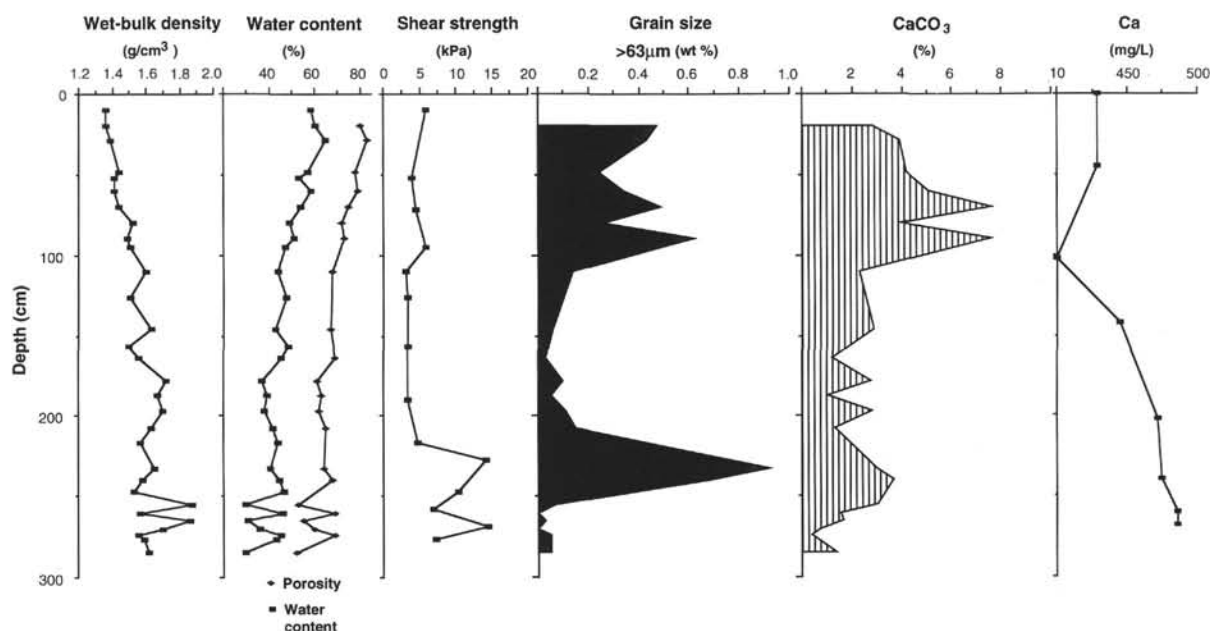 Wet-bulk density Water content Shear strength Grain size CaCO3 Ca
(g/cm3) (%) (kPa) >63µm (wt %) (%) (mg/L)
1.2 1.4 1.6 1.8 2.0 40 60 80 0 5 10 15 20 0 0.2 0.4 0.6 0.8 1.0 2 4 6 8 10 10 450 500
0
100
Depth (cm)
200
300
Porosity
Water
content